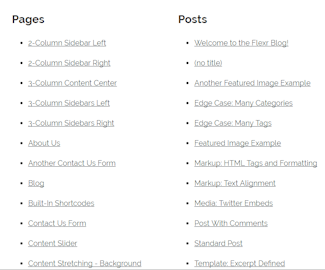 Pages
2-Column Sidebar Left
2-Column Sidebar Right
3-Column Content Center
3-Column Sidebars Left
3-Column Sidebars Right
About Us
Another Contact Us Form
Blog
Built-In Shortcodes
Contact Us Form
Content Slider
Content Stretching - Background
Posts
Welcome to the Flexr Blog!
(no title)
Another Featured Image Example
Edge Case: Many Categories
Edge Case: Many Tags
Featured Image Example
Markup: HTML Tags and Formatting
Markup: Text Alignment
Media: Twitter Embeds
Post With Comments
Standard Post
Template: Excerpt Defined